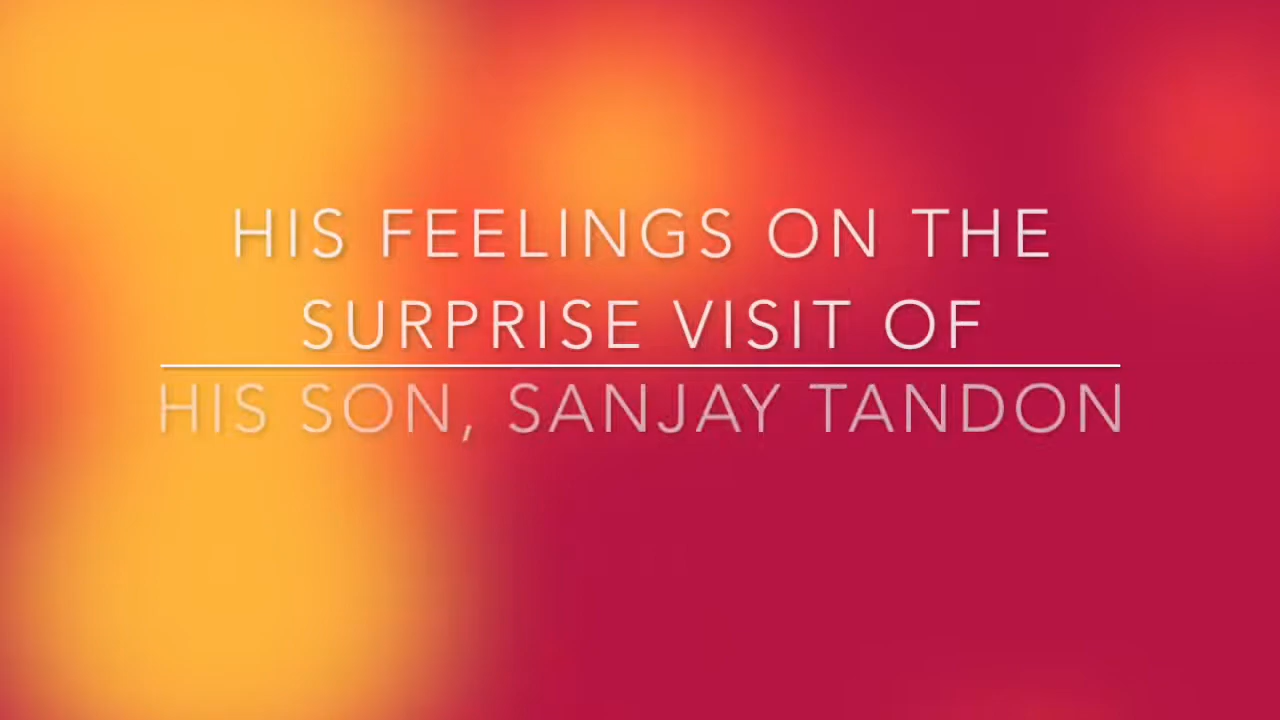 HIS FEELINGS ON THE
SURPRISE VISIT OF
HIS SON, SANJAY TANDON